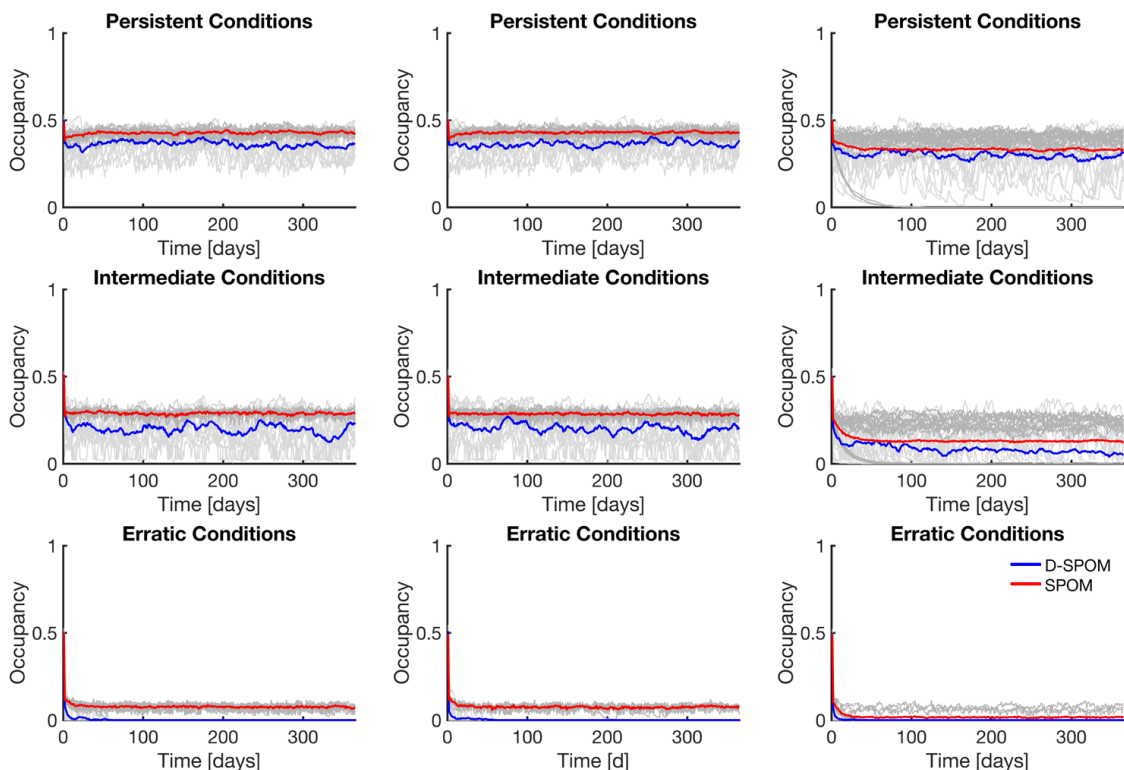 Persistent Conditions
1
0.5
0
Occupancy
0 100 200 300
Time [days]
Persistent Conditions
1
0.5
0
Occupancy
0 100 200 300
Time [days]
Persistent Conditions
1
0.5
0
Occupancy
0 100 200 300
Time [days]
Intermediate Conditions
1
0.5
0
Occupancy
0 100 200 300
Time [days]
Intermediate Conditions
1
0.5
0
Occupancy
0 100 200 300
Time [days]
Intermediate Conditions
1
0.5
0
Occupancy
0 100 200 300
Time [days]
Erratic Conditions
1
0.5
0
Occupancy
0 100 200 300
Time [days]
Erratic Conditions
1
0.5
0
Occupancy
0 100 200 300
Time [d]
Erratic Conditions
1
0.5
0
Occupancy
D-SPOM
SPOM
0 100 200 300
Time [days]